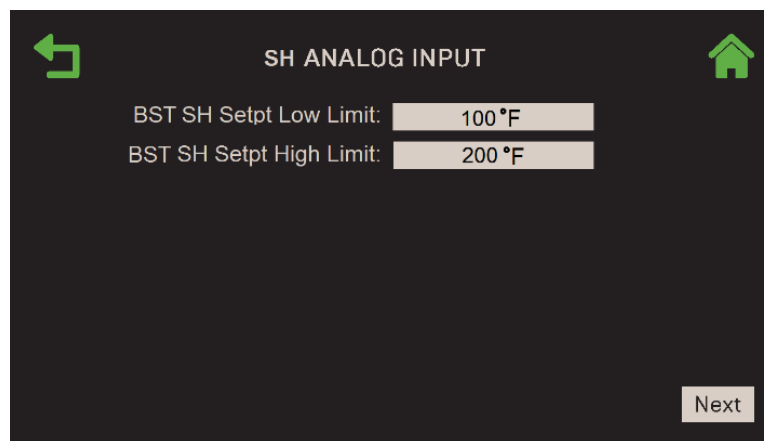 SH ANALOG INPUT
BST SH Setpt Low Limit: 100 °F
BST SH Setpt High Limit: 200 °F
Next